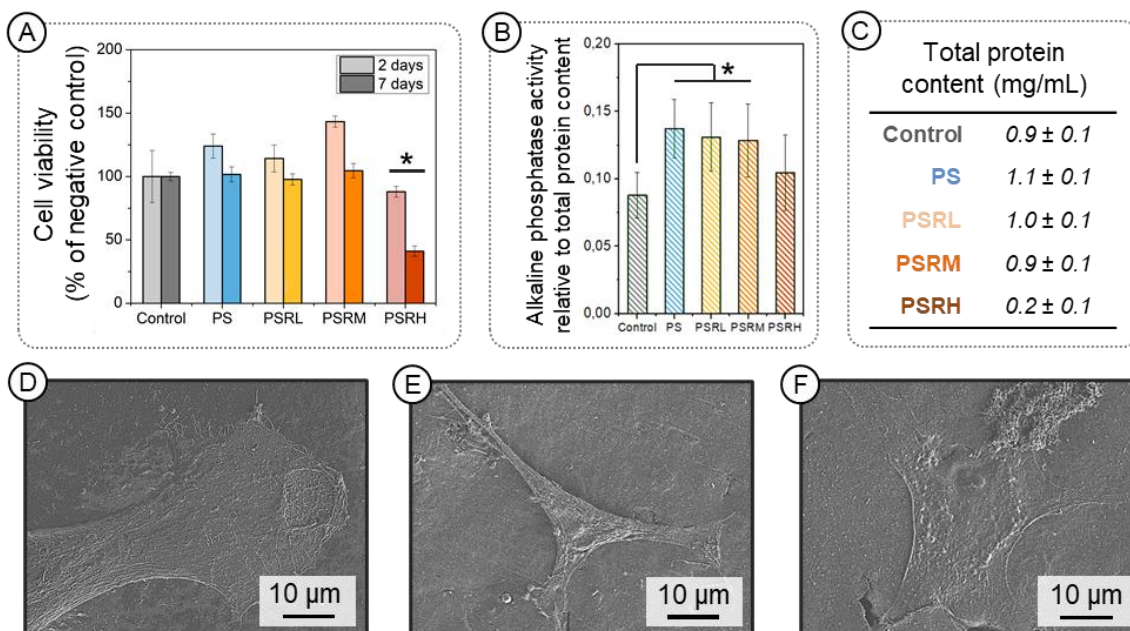 A
Cell viability
(% of negative control)
200
150
100
50
0
2 days
7 days
*
Control PS PSRL PSRM PSRH
B
Alkaline phosphatase activity
relative to total protein content
0,20
0,15
0,10
0,05
0,00
*
Control PS PSRL PSRM PSRH
C
Total protein
content (mg/mL)
Control 0.9 ± 0.1
PS 1.1 ± 0.1
PSRL 1.0 ± 0.1
PSRM 0.9 ± 0.1
PSRH 0.2 ± 0.1
D
10 µm
E
10 µm
F
10 µm